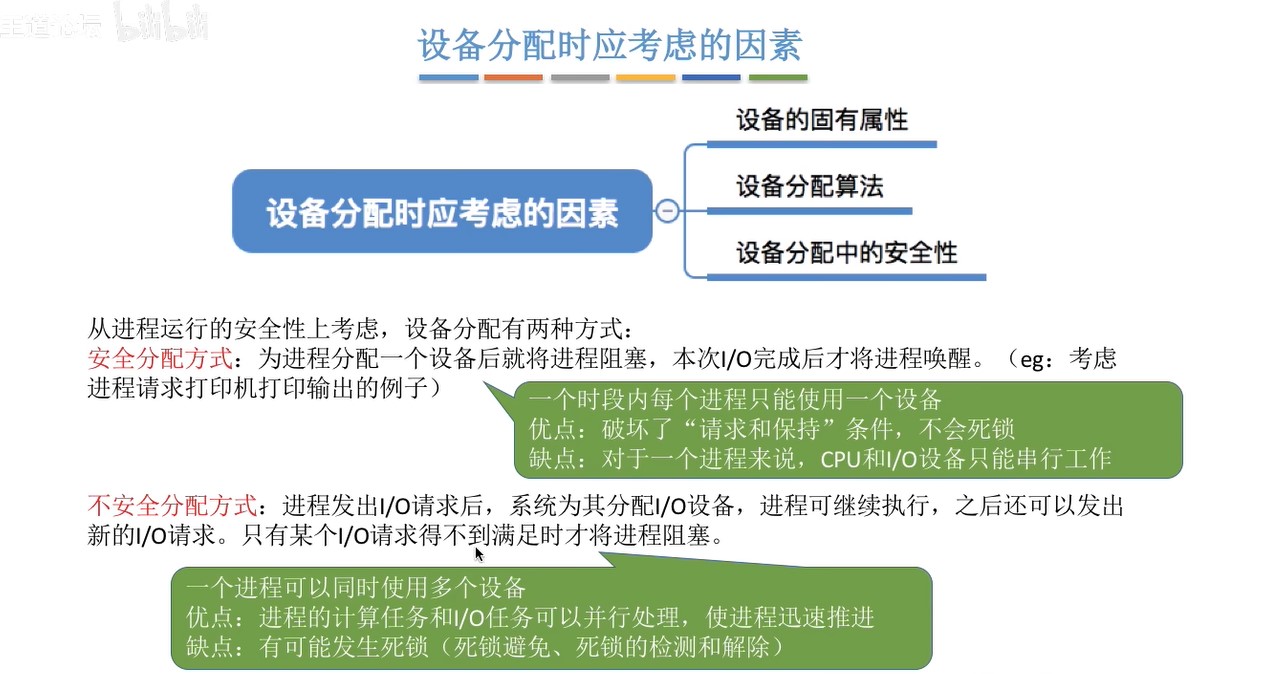 王道论坛 bilibili
设备分配时应考虑的因素
设备的固有属性
设备分配算法
设备分配时应考虑的因素
设备分配中的安全性
从进程运行的安全性上考虑，设备分配有两种方式：
安全分配方式：为进程分配一个设备后就将进程阻塞，本次I/O完成后才将进程唤醒。（eg：考虑
进程请求打印机打印输出的例子）
一个时段内每个进程只能使用一个设备
优点：破坏了“请求和保持”条件，不会死锁
缺点：对于一个进程来说，CPU和I/O设备只能串行工作
不安全分配方式：进程发出I/O请求后，系统为其分配I/O设备，进程可继续执行，之后还可以发出
新的I/O请求。只有某个I/O请求得不到满足时才将进程阻塞。
一个进程可以同时使用多个设备
优点：进程的计算任务和I/O任务可以并行处理，使进程迅速推进
缺点：有可能发生死锁（死锁避免、死锁的检测和解除）